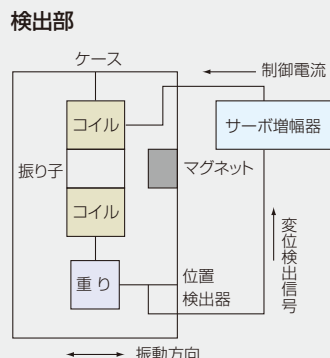 検出部
ケース
制御電流
コイル
サーボ増幅器
振り子
マグネット
コイル
変位検出信号
重り
位置
検出器
振動方向